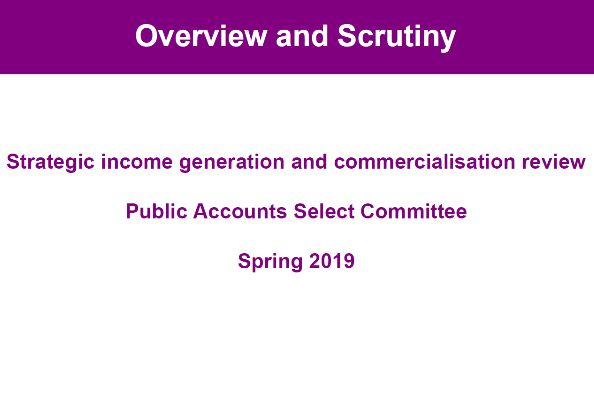 Overview and Scrutiny
Strategic income generation and commercialisation review
Public Accounts Select Committee
Spring 2019